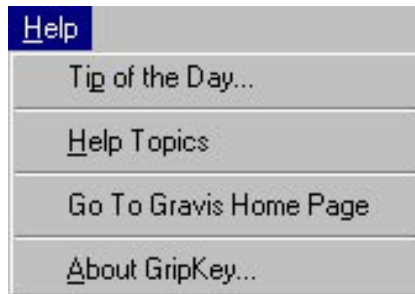 Help
Tip of the Day...
Help Topics
Go To Gravis Home Page
About GripKey...